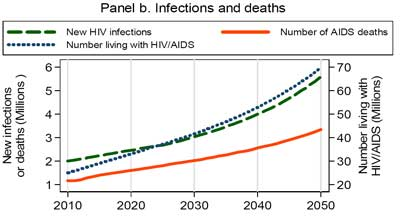 Panel b. Infections and deaths
New HIV infections
Number of AIDS deaths
Number living with HIV/AIDS
New infections
or deaths (Millions )
6
5
4
3
2
1
Number living with
HIV/AIDS (Millions)
70
60
50
40
30
20
2010 2020 2030 2040 2050